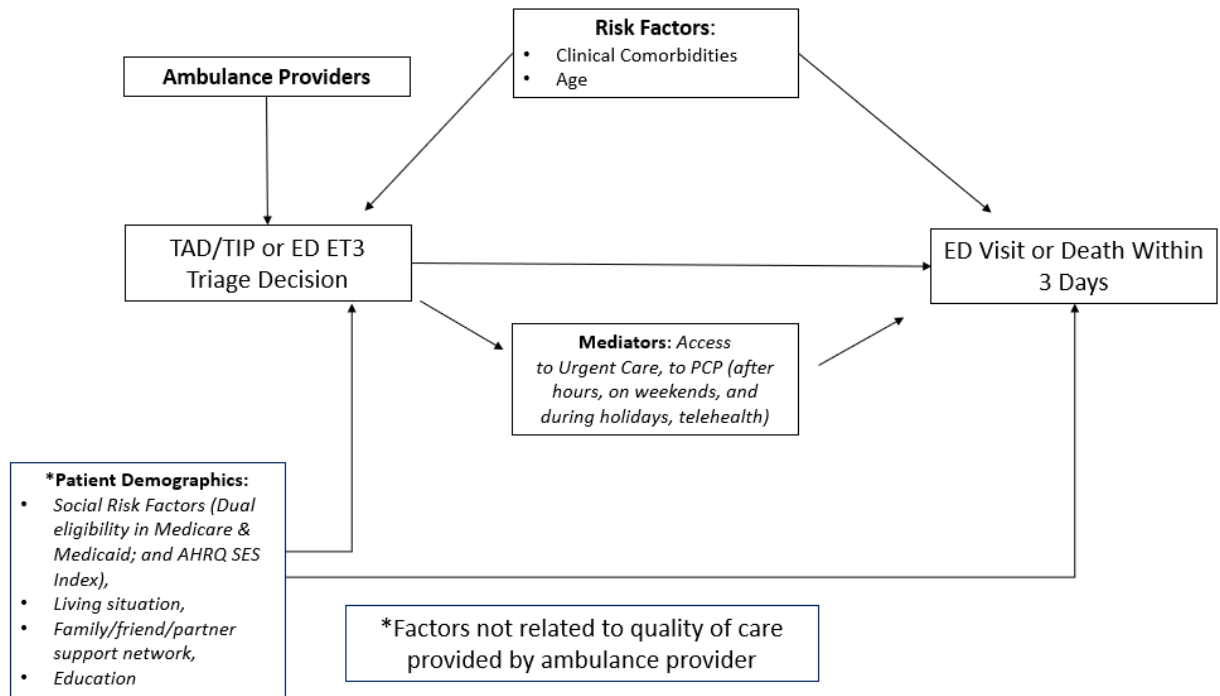 Risk Factors:
• Clinical Comorbidities
• Age
Ambulance Providers
TAD/TIP or ED ET3
Triage Decision
ED Visit or Death Within
3 Days
Mediators: Access
to Urgent Care, to PCP (after
hours, on weekends, and
during holidays, telehealth)
*Patient Demographics:
• Social Risk Factors (Dual
eligibility in Medicare &
Medicaid; and AHRQ SES
Index),
• Living situation,
• Family/friend/partner
support network,
• Education
*Factors not related to quality of care
provided by ambulance provider